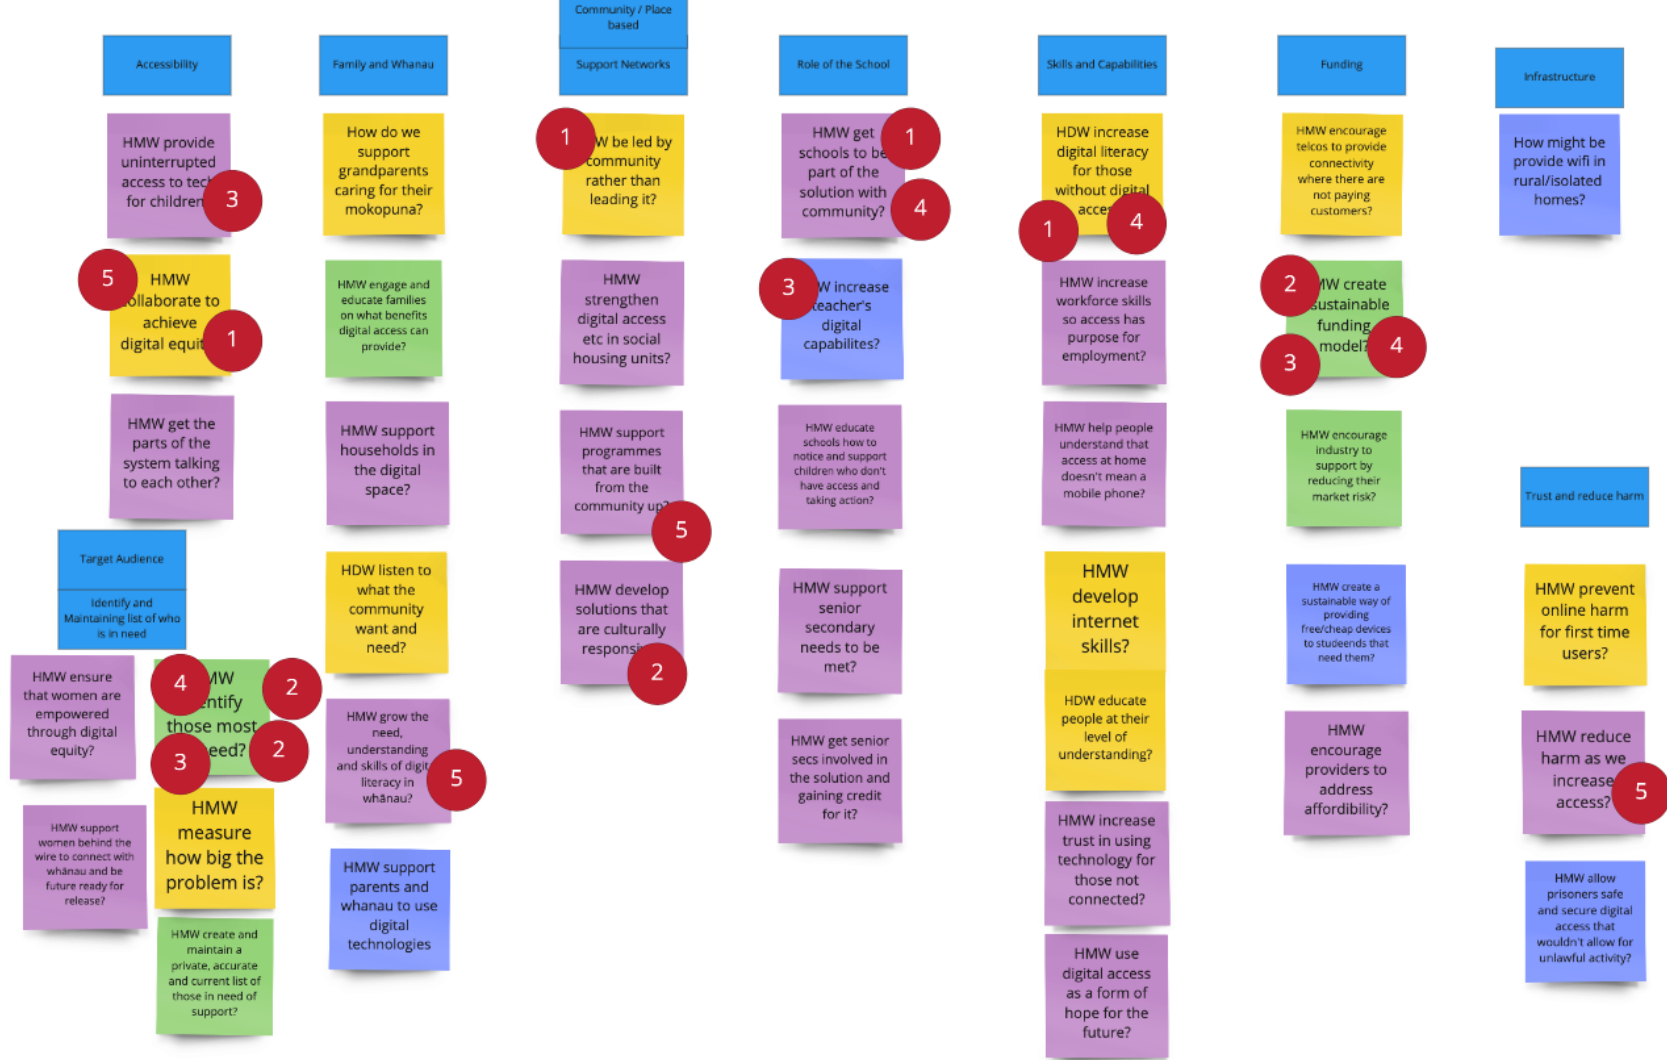 Accessibility
HMW provide
uninterrupted
access to tech
for children
3
5
HMW
collaborate to
achieve
digital equit
1
HMW get the
parts of the
system talking
to each other?
Target Audience
Identify and
Maintaining list of who
is in need
HMW ensure
that women are
empowered
through digital
equity?
HMW support
women behind the
wire to connect with
whānau and be
future ready for
release?
4
MW
entify
those most
eed?
2
2
3
HMW
measure
how big the
problem is?
HMW create and
maintain a
private, accurate
and current list of
those in need of
support?
Family and Whanau
How do we
support
grandparents
caring for their
mokopuna?
HMW engage and
educate families
on what benefits
digital access can
provide?
HMW support
households in
the digital
space?
HDW listen to
what the
community
want and
need?
HMW grow the
need,
understanding
and skills of digit
literacy in
whānau?
5
HMW support
parents and
whanau to use
digital
technologies
Community / Place
based
Support Networks
1
W be led by
community
rather than
leading it?
HMW
strengthen
digital access
etc in social
housing units?
HMW support
programmes
that are built
from the
community up?
5
HMW develop
solutions that
are culturally
respons
2
Role of the School
HMW get
schools to be
part of the
solution with
community?
1
4
3
W increase
teacher's
digital
capabilites?
HMW educate
schools how to
notice and support
children who don't
have access and
taking action?
HMW support
senior
secondary
needs to be
met?
HMW get senior
secs involved in
the solution and
gaining credit
for it?
Skills and Capabilities
HDW increase
digital literacy
for those
without digital
acce
1
4
HMW increase
workforce skills
so access has
purpose for
employment?
HMW help people
understand that
access at home
doesn't mean a
mobile phone?
HMW
develop
internet
skills?
HDW educate
people at their
level of
understanding?
HMW increase
trust in using
technology for
those not
connected?
HMW use
digital access
as a form of
hope for the
future?
Funding
HMW encourage
telcos to provide
connectivity
where there are
not paying
customers?
2
MW create
sustainable
funding
model?
3
4
HMW encourage
industry to
support by
reducing their
market risk?
HMW create a
sustainable way of
providing
free/cheap devices
to studeends that
need them?
HMW
encourage
providers to
address
affordibility?
Infrastructure
How might be
provide wifi in
rural/isolated
homes?
Trust and reduce harm
HMW prevent
online harm
for first time
users?
HMW reduce
harm as we
increase
access?
5
HMW allow
prisoners safe
and secure digital
access that
wouldn't allow for
unlawful activity?